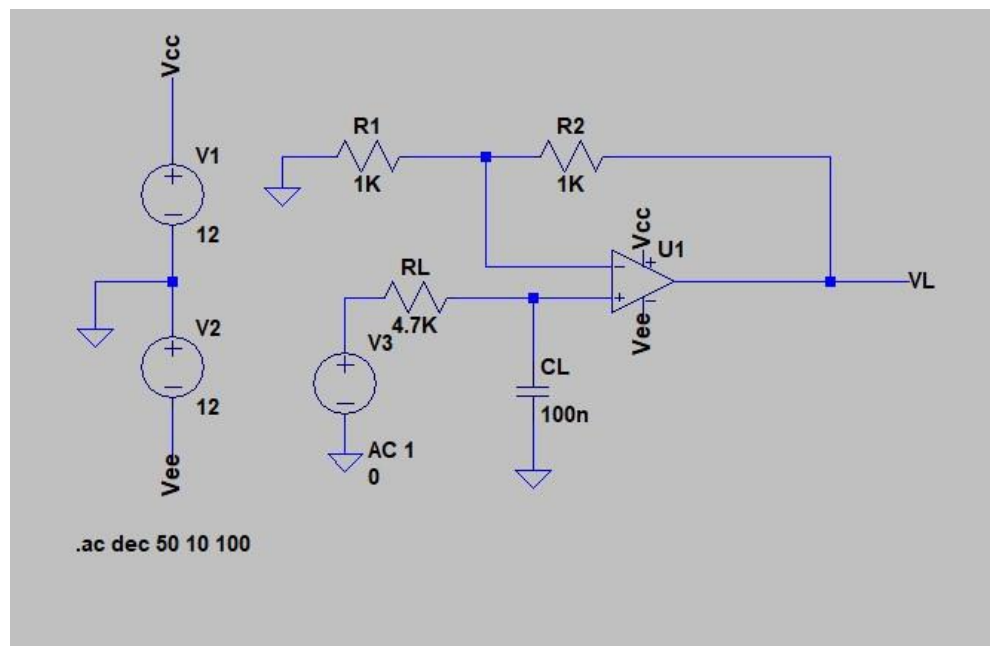 Vcc
V1
12
V2
12
Vee
R1
1K
R2
1K
Vcc
U1
Vee
VL
RL
4.7K
V3
AC 1
0
CL
100n
.ac dec 50 10 100